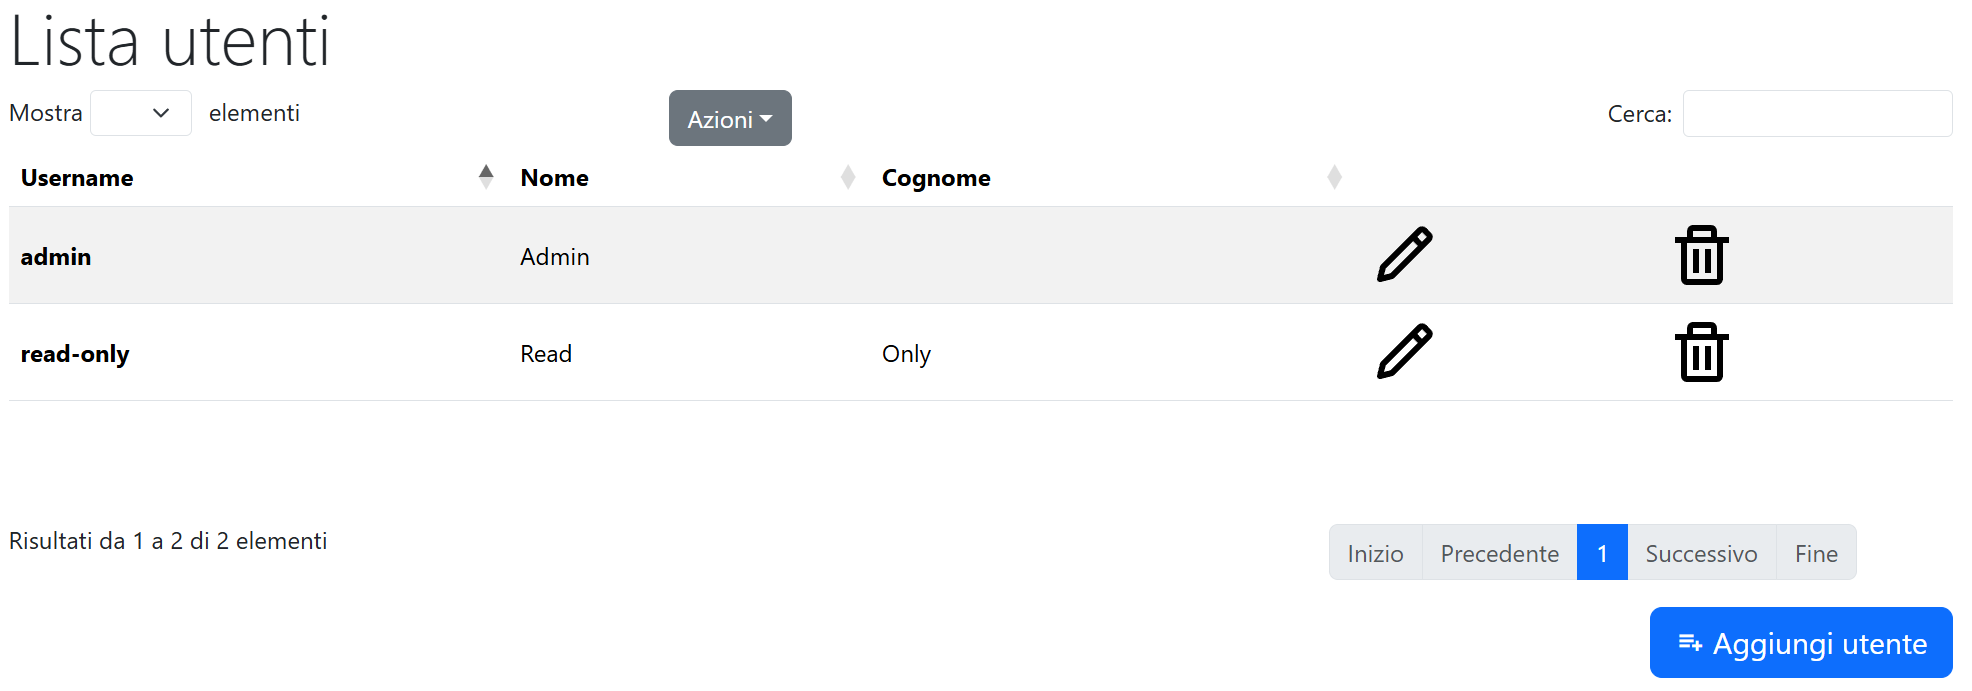 Lista utenti
Mostra elementi Azioni Cerca:
Username Nome Cognome
admin Admin
read-only Read Only
Risultati da 1 a 2 di 2 elementi Inizio Precedente 1 Successivo Fine
Aggiungi utente